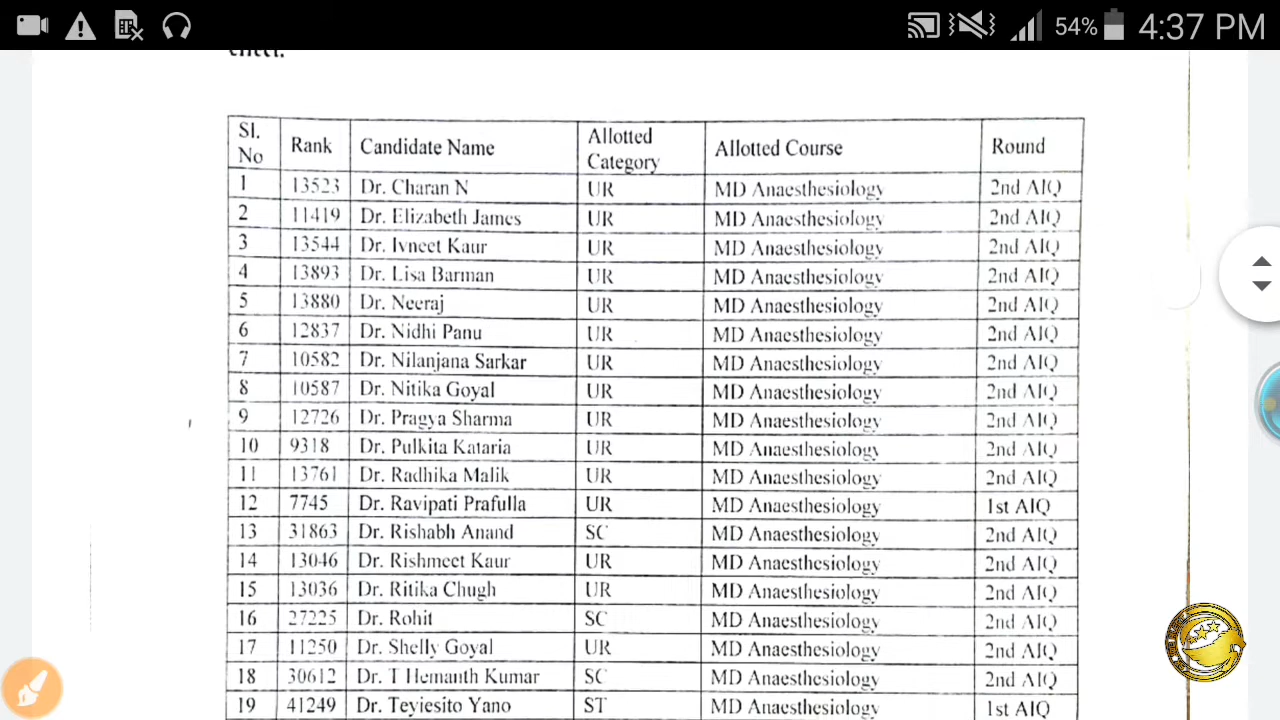 54% 4:37 PM
effect.
Sl. No Rank Candidate Name Allotted Category Allotted Course Round
1 13523 Dr. Charan N UR MD Anaesthesiology 2nd AIQ
2 11419 Dr. Elizabeth James UR MD Anaesthesiology 2nd AIQ
3 13544 Dr. Ivneet Kaur UR MD Anaesthesiology 2nd AIQ
4 13893 Dr. Lisa Barman UR MD Anaesthesiology 2nd AIQ
5 13880 Dr. Neeraj UR MD Anaesthesiology 2nd AIQ
6 12837 Dr. Nidhi Panu UR MD Anaesthesiology 2nd AIQ
7 10582 Dr. Nilanjana Sarkar UR MD Anaesthesiology 2nd AIQ
8 10587 Dr. Nitika Goyal UR MD Anaesthesiology 2nd AIQ
9 12726 Dr. Pragya Sharma UR MD Anaesthesiology 2nd AIQ
10 9318 Dr. Pulkita Kataria UR MD Anaesthesiology 2nd AIQ
11 13761 Dr. Radhika Malik UR MD Anaesthesiology 2nd AIQ
12 7745 Dr. Ravipati Prafulla UR MD Anaesthesiology 1st AIQ
13 31863 Dr. Rishabh Anand SC MD Anaesthesiology 2nd AIQ
14 13046 Dr. Rishmeet Kaur UR MD Anaesthesiology 2nd AIQ
15 13036 Dr. Ritika Chugh UR MD Anaesthesiology 2nd AIQ
16 27225 Dr. Rohit SC MD Anaesthesiology 2nd AIQ
17 11250 Dr. Shelly Goyal UR MD Anaesthesiology 2nd AIQ
18 30612 Dr. T Hemanth Kumar SC MD Anaesthesiology 2nd AIQ
19 41249 Dr. Teyiesito Yano ST MD Anaesthesiology 1st AIQ